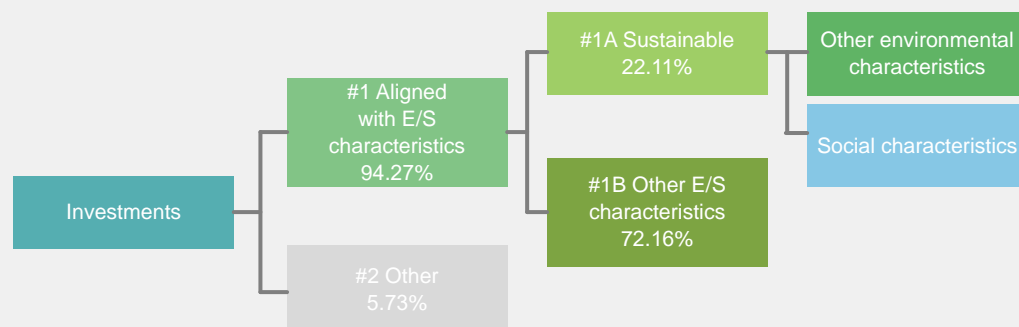 Investments
#1 Aligned
with E/S
characteristics
94.27%
#2 Other
5.73%
#1A Sustainable
22.11%
#1B Other E/S
characteristics
72.16%
Other environmental
characteristics
Social characteristics